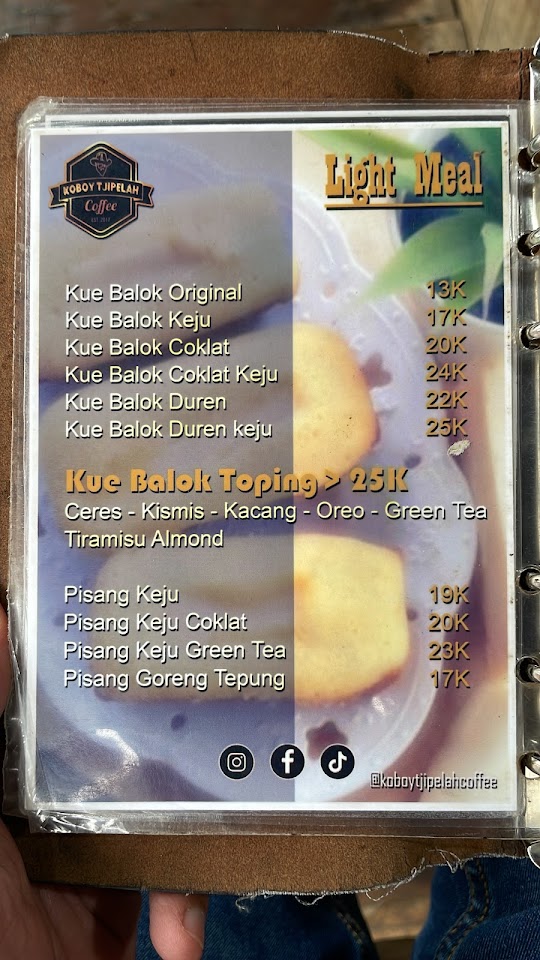 KOBOY TJIPELAH
Coffee
Light Meal
Kue Balok Original 13K
Kue Balok Keju 17K
Kue Balok Coklat 20K
Kue Balok Coklat Keju 24K
Kue Balok Duren 22K
Kue Balok Duren keju 25K
Kue Balok Toping > 25K
Ceres - Kismis - Kacang - Oreo - Green Tea
Tiramisu Almond
Pisang Keju 19K
Pisang Keju Coklat 20K
Pisang Keju Green Tea 23K
Pisang Goreng Tepung 17K
@koboytjipelahcoffee